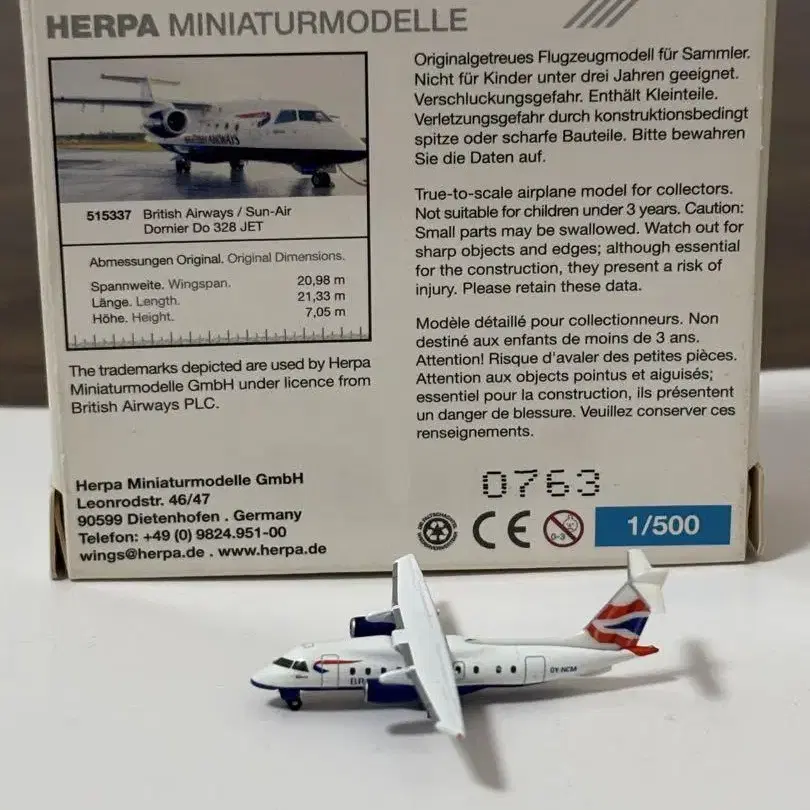 HERPA MINIATURMODELLE
515337 British Airways / Sun-Air
Dornier Do 328 JET
Abmessungen Original. Original Dimensions.
Spannweite. Wingspan. 20,98 m
Länge. Length. 21,33 m
Höhe. Height. 7,05 m
The trademarks depicted are used by Herpa
Miniaturmodelle GmbH under licence from
British Airways PLC.
Herpa Miniaturmodelle GmbH
Leonrodstr. 46/47
90599 Dietenhofen . Germany
Telefon: +49 (0) 9824.951-00
wings@herpa.de . www.herpa.de
Originalgetreues Flugzeugmodell für Sammler.
Nicht für Kinder unter drei Jahren geeignet.
Verschluckungsgefahr. Enthält Kleinteile.
Verletzungsgefahr durch konstruktionsbedingt
spitze oder scharfe Bauteile. Bitte bewahren
Sie die Daten auf.
True-to-scale airplane model for collectors.
Not suitable for children under 3 years. Caution:
Small parts may be swallowed. Watch out for
sharp objects and edges; although essential
for the construction, they present a risk of
injury. Please retain these data.
Modèle détaillé pour collectionneurs. Non
destiné aux enfants de moins de 3 ans.
Attention! Risque d'avaler des petites pièces.
Attention aux objects pointus et aiguisés;
essentiel pour la construction, ils présentent
un danger de blessure. Veuillez conserver ces
renseignements.
0763
CE
0-3
1/500
BRITISH AIRWAYS
OY-NCM